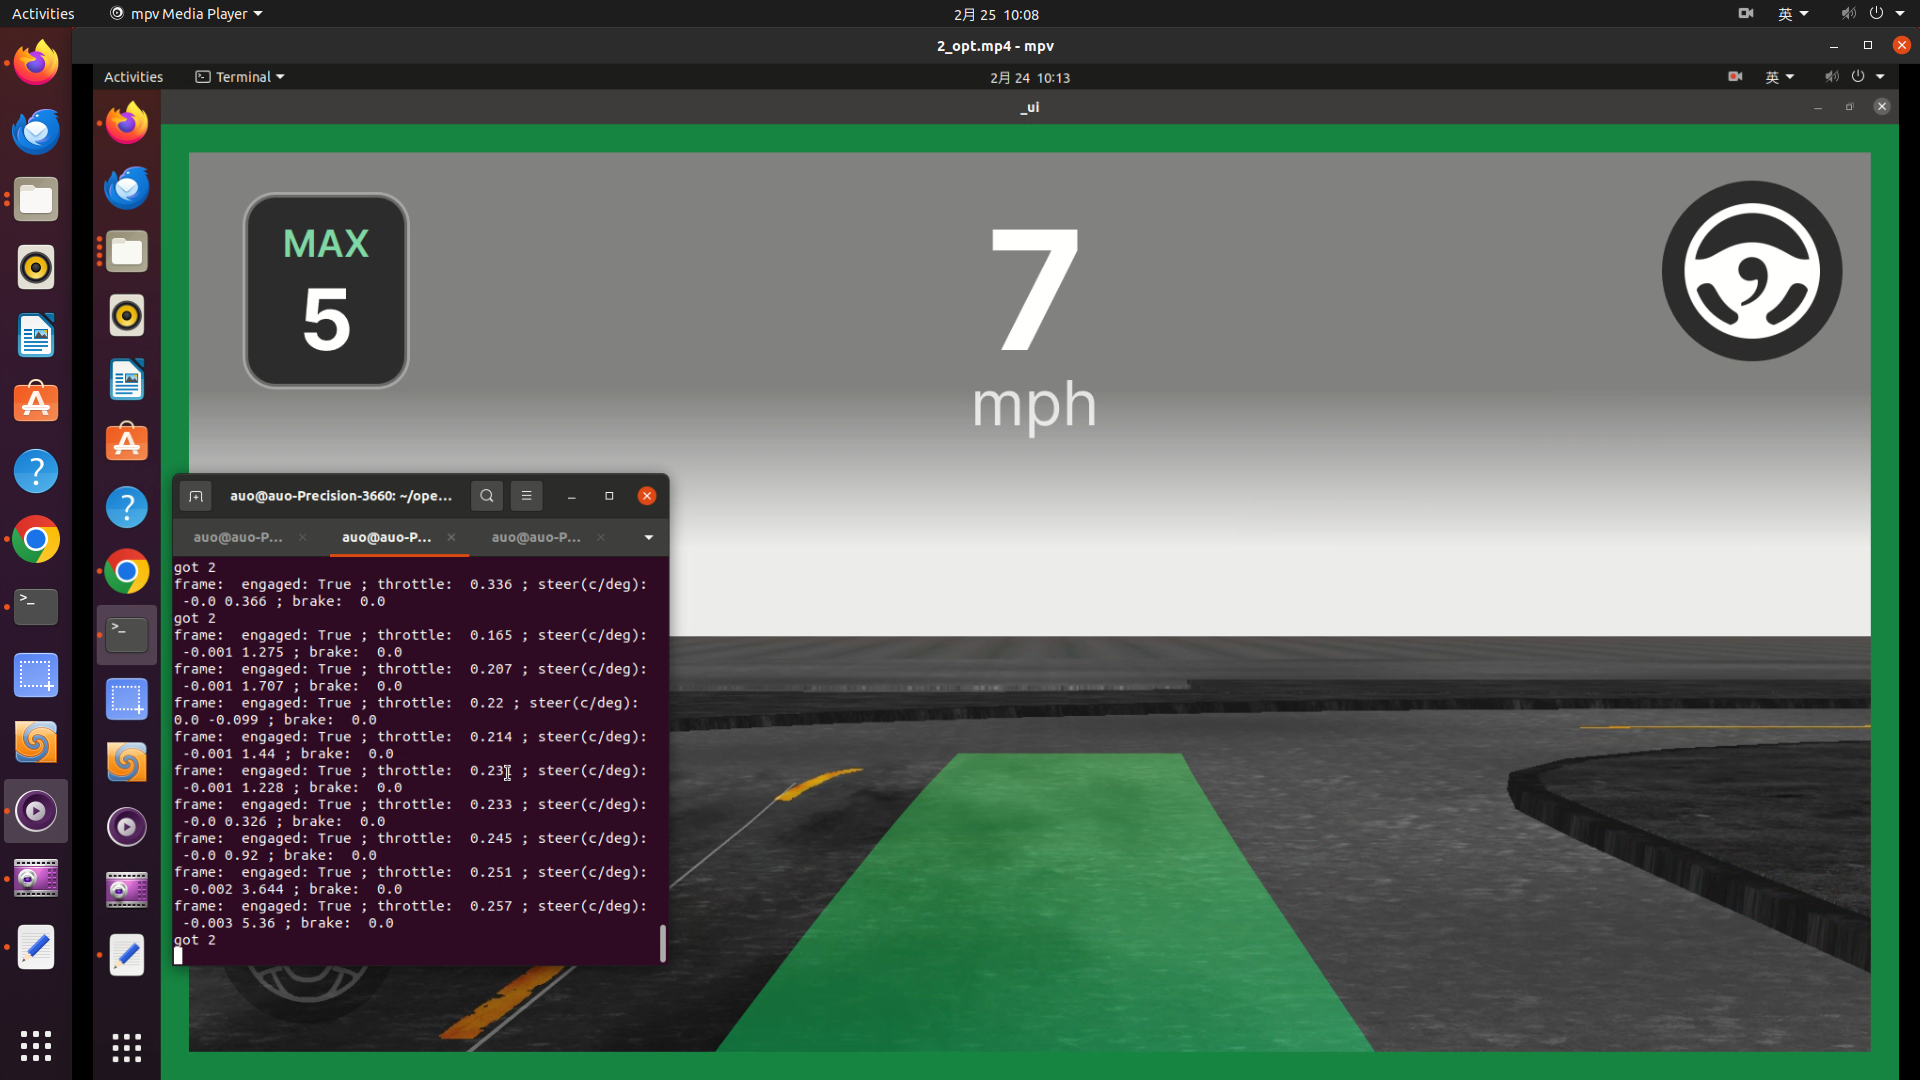 Activities
mpv Media Player
2月 25 10:08
英
2_opt.mp4 - mpv
Activities
Terminal
2月 24 10:13
英
_ui
MAX
5
7
mph
auo@auo-Precision-3660: ~/ope...
auo@auo-P...
auo@auo-P...
auo@auo-P...
got 2
frame:  engaged: True ; throttle:  0.336 ; steer(c/deg):
-0.0 0.366 ; brake:  0.0
got 2
frame:  engaged: True ; throttle:  0.165 ; steer(c/deg):
-0.001 1.275 ; brake:  0.0
frame:  engaged: True ; throttle:  0.207 ; steer(c/deg):
-0.001 1.707 ; brake:  0.0
frame:  engaged: True ; throttle:  0.22 ; steer(c/deg):
0.0 -0.099 ; brake:  0.0
frame:  engaged: True ; throttle:  0.214 ; steer(c/deg):
-0.001 1.44 ; brake:  0.0
frame:  engaged: True ; throttle:  ; steer(c/deg):
-0.001 1.228 ; brake:  0.0
frame:  engaged: True ; throttle:  0.233 ; steer(c/deg):
-0.0 0.326 ; brake:  0.0
frame:  engaged: True ; throttle:  0.245 ; steer(c/deg):
-0.0 0.92 ; brake:  0.0
frame:  engaged: True ; throttle:  0.251 ; steer(c/deg):
-0.002 3.644 ; brake:  0.0
frame:  engaged: True ; throttle:  0.257 ; steer(c/deg):
-0.003 5.36 ; brake:  0.0
got 2